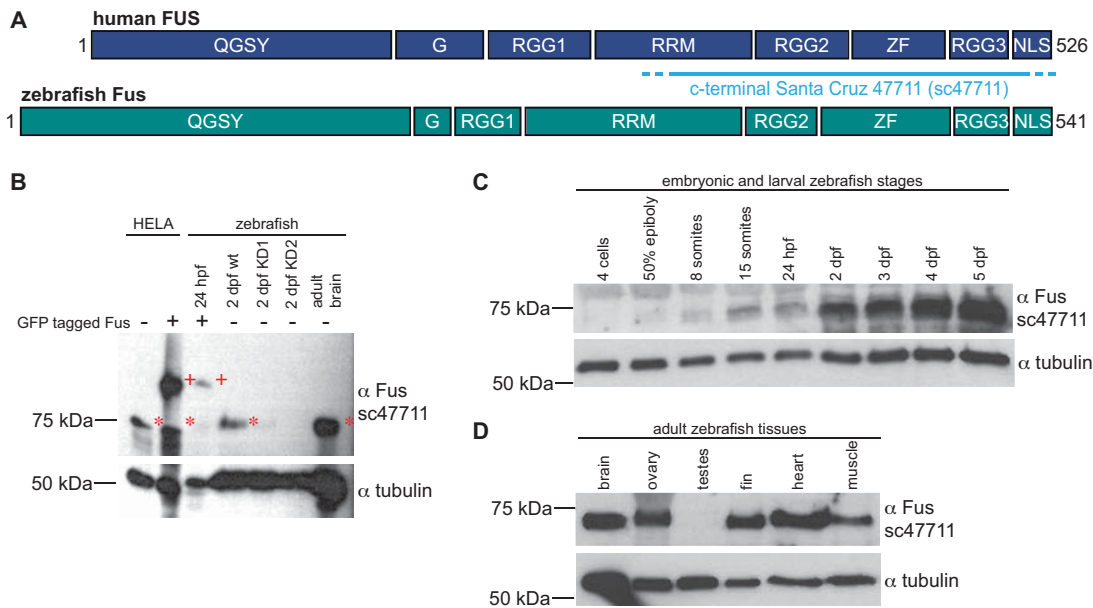 A
human FUS
1 QGSY G RGG1 RRM RGG2 ZF RGG3 NLS 526
c-terminal Santa Cruz 47711 (sc47711)
zebrafish Fus
1 QGSY G RGG1 RRM RGG2 ZF RGG3 NLS 541
B
HELA zebrafish
24 hpf
2 dpf wt
2 dpf KD1
2 dpf KD2
adult
brain
GFP tagged Fus - + + - - - -
+ +
α Fus
sc47711
75 kDa * * * *
50 kDa α tubulin
C
embryonic and larval zebrafish stages
4 cells
50% epiboly
8 somites
15 somites
24 hpf
2 dpf
3 dpf
4 dpf
5 dpf
75 kDa
α Fus
sc47711
α tubulin
50 kDa
D
adult zebrafish tissues
brain
ovary
testes
fin
heart
muscle
75 kDa
α Fus
sc47711
α tubulin
50 kDa